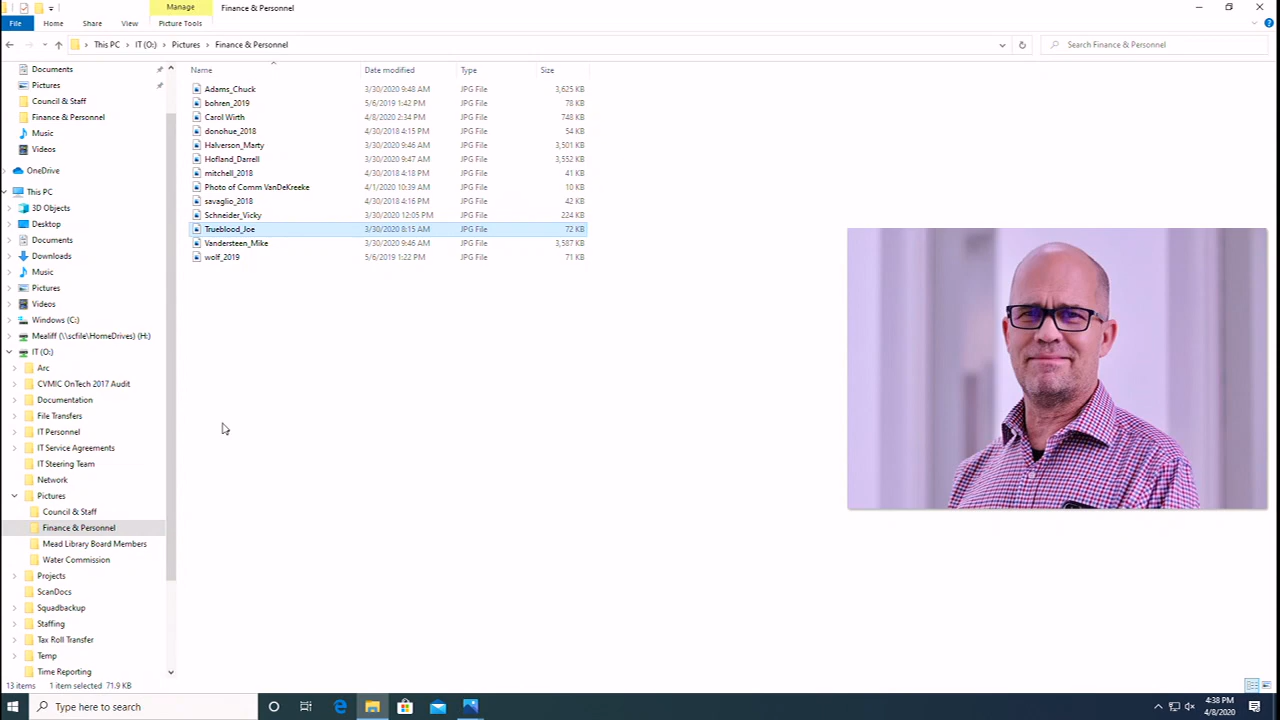 Manage
Finance & Personnel
File
Home
Share
View
Picture Tools
This PC
IT (O:)
Pictures
Finance & Personnel
Search Finance & Personnel
Documents
Pictures
Council & Staff
Finance & Personnel
Music
Videos
OneDrive
This PC
3D Objects
Desktop
Documents
Downloads
Music
Pictures
Videos
Windows (C:)
Mealiff (\\scfile\HomeDrives) (H:)
IT (O:)
Arc
CVMIC OnTech 2017 Audit
Documentation
File Transfers
IT Personnel
IT Service Agreements
IT Steering Team
Network
Pictures
Council & Staff
Finance & Personnel
Mead Library Board Members
Water Commission
Projects
ScanDocs
Squadbackup
Staffing
Tax Roll Transfer
Temp
Time Reporting
Name Date modified Type Size
Adams_Chuck 3/30/2020 9:48 AM JPG File 3,625 KB
bohren_2019 5/6/2019 1:42 PM JPG File 78 KB
Carol Wirth 4/8/2020 2:34 PM JPG File 748 KB
donohue_2018 4/30/2018 4:15 PM JPG File 54 KB
Halverson_Marty 3/30/2020 9:46 AM JPG File 3,501 KB
Hofland_Darrell 3/30/2020 9:47 AM JPG File 3,552 KB
mitchell_2018 4/30/2018 4:18 PM JPG File 41 KB
Photo of Comm VanDeKreeke 4/1/2020 10:39 AM JPG File 10 KB
savaglio_2018 4/30/2018 4:16 PM JPG File 42 KB
Schneider_Vicky 3/30/2020 12:05 PM JPG File 224 KB
Trueblood_Joe 3/30/2020 8:15 AM JPG File 72 KB
Vandersteen_Mike 3/30/2020 9:46 AM JPG File 3,587 KB
wolf_2019 5/6/2019 1:22 PM JPG File 71 KB
13 items 1 item selected 71.9 KB
Type here to search
4:38 PM
4/8/2020